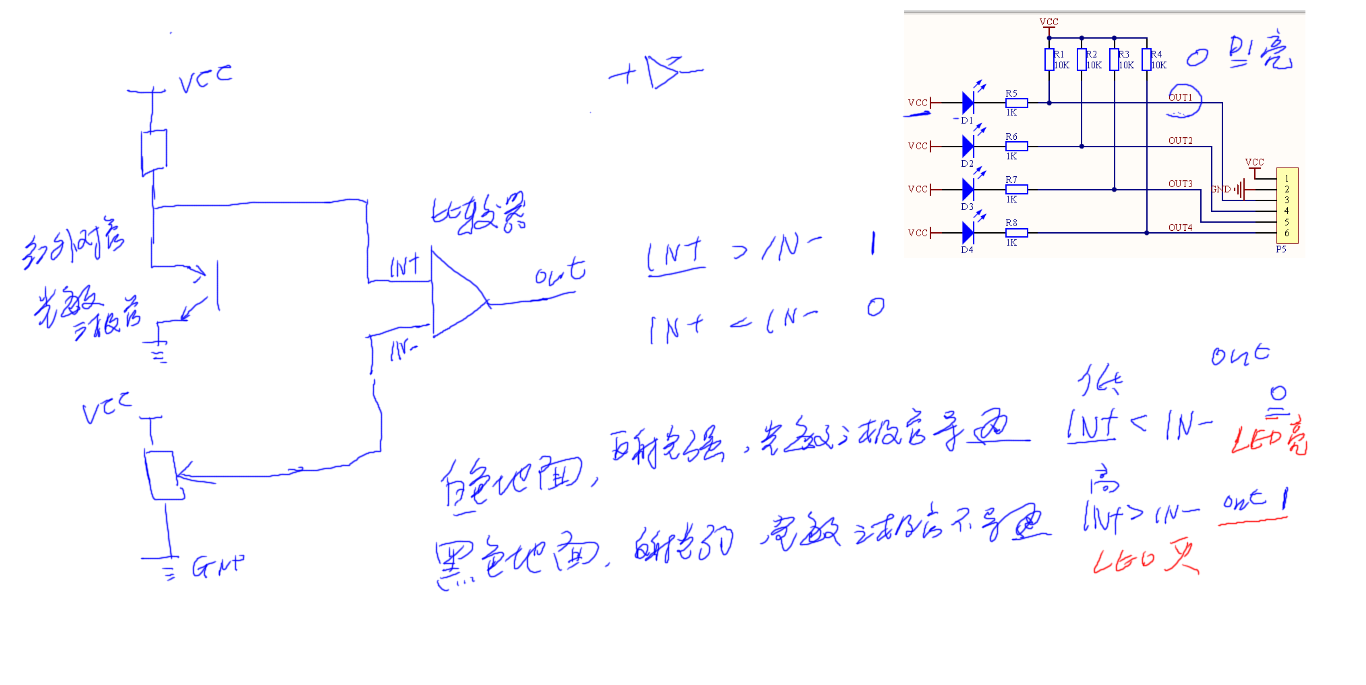 VCC
红外对管
光敏
三极管
VCC
GND
比较器
IN+
IN-
out
IN+ > IN- 1
IN+ < IN- 0
+ -
0 D1亮
VCC
R1 R2 R3 R4
10K 10K 10K 10K
VCC D1 R5 1K OUT1
VCC D2 R6 1K OUT2
VCC D3 R7 1K OUT3
VCC D4 R8 1K OUT4
VCC
GND
1
2
3
4
5
6
P5
out
低
白色地面，反射光强，光敏三极管导通 IN+ < IN- 0
LED亮
高
黑色地面，反射光弱，光敏三极管不导通 IN+ > IN- out 1
LED灭